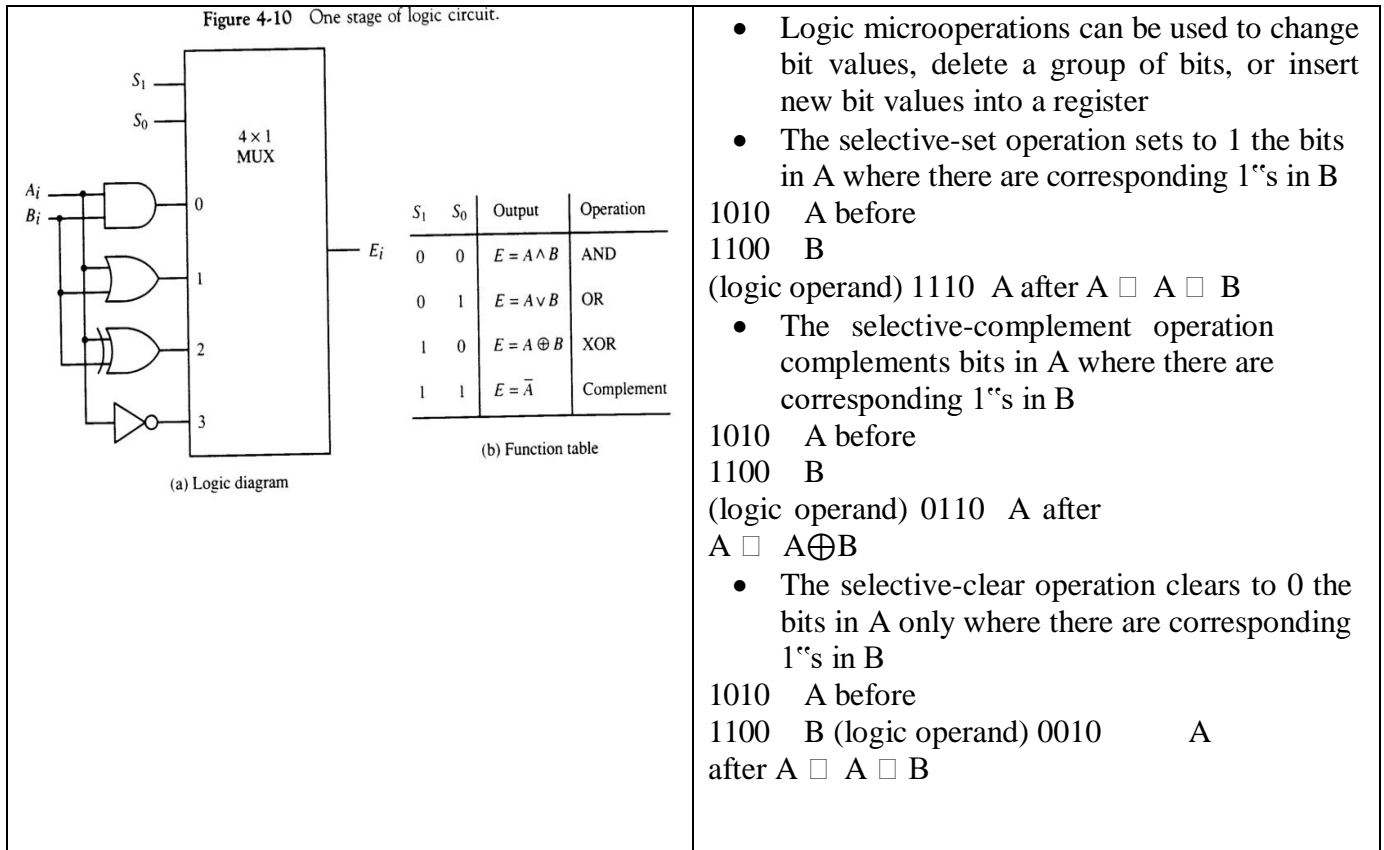 Figure 4-10 One stage of logic circuit.
S₁
S₀
4 × 1
MUX
Aᵢ
Bᵢ
0
1
2
3
Eᵢ
S₁ S₀ Output Operation
0 0 E = A ∧ B AND
0 1 E = A ∨ B OR
1 0 E = A ⊕ B XOR
1 1 E = A̅ Complement
(b) Function table
(a) Logic diagram
• Logic microoperations can be used to change
bit values, delete a group of bits, or insert
new bit values into a register
• The selective-set operation sets to 1 the bits
in A where there are corresponding 1‟s in B
1010 A before
1100 B
(logic operand) 1110 A after A □ A □ B
• The selective-complement operation
complements bits in A where there are
corresponding 1‟s in B
1010 A before
1100 B
(logic operand) 0110 A after
A □ A⊕B
• The selective-clear operation clears to 0 the
bits in A only where there are corresponding
1‟s in B
1010 A before
1100 B (logic operand) 0010 A
after A □ A □ B